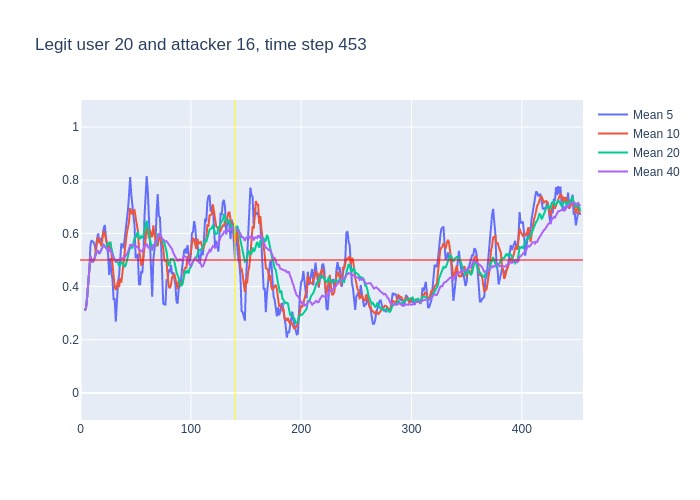 Legit user 20 and attacker 16, time step 453
Mean 5
Mean 10
Mean 20
Mean 40
1
0.8
0.6
0.4
0.2
0
0 100 200 300 400